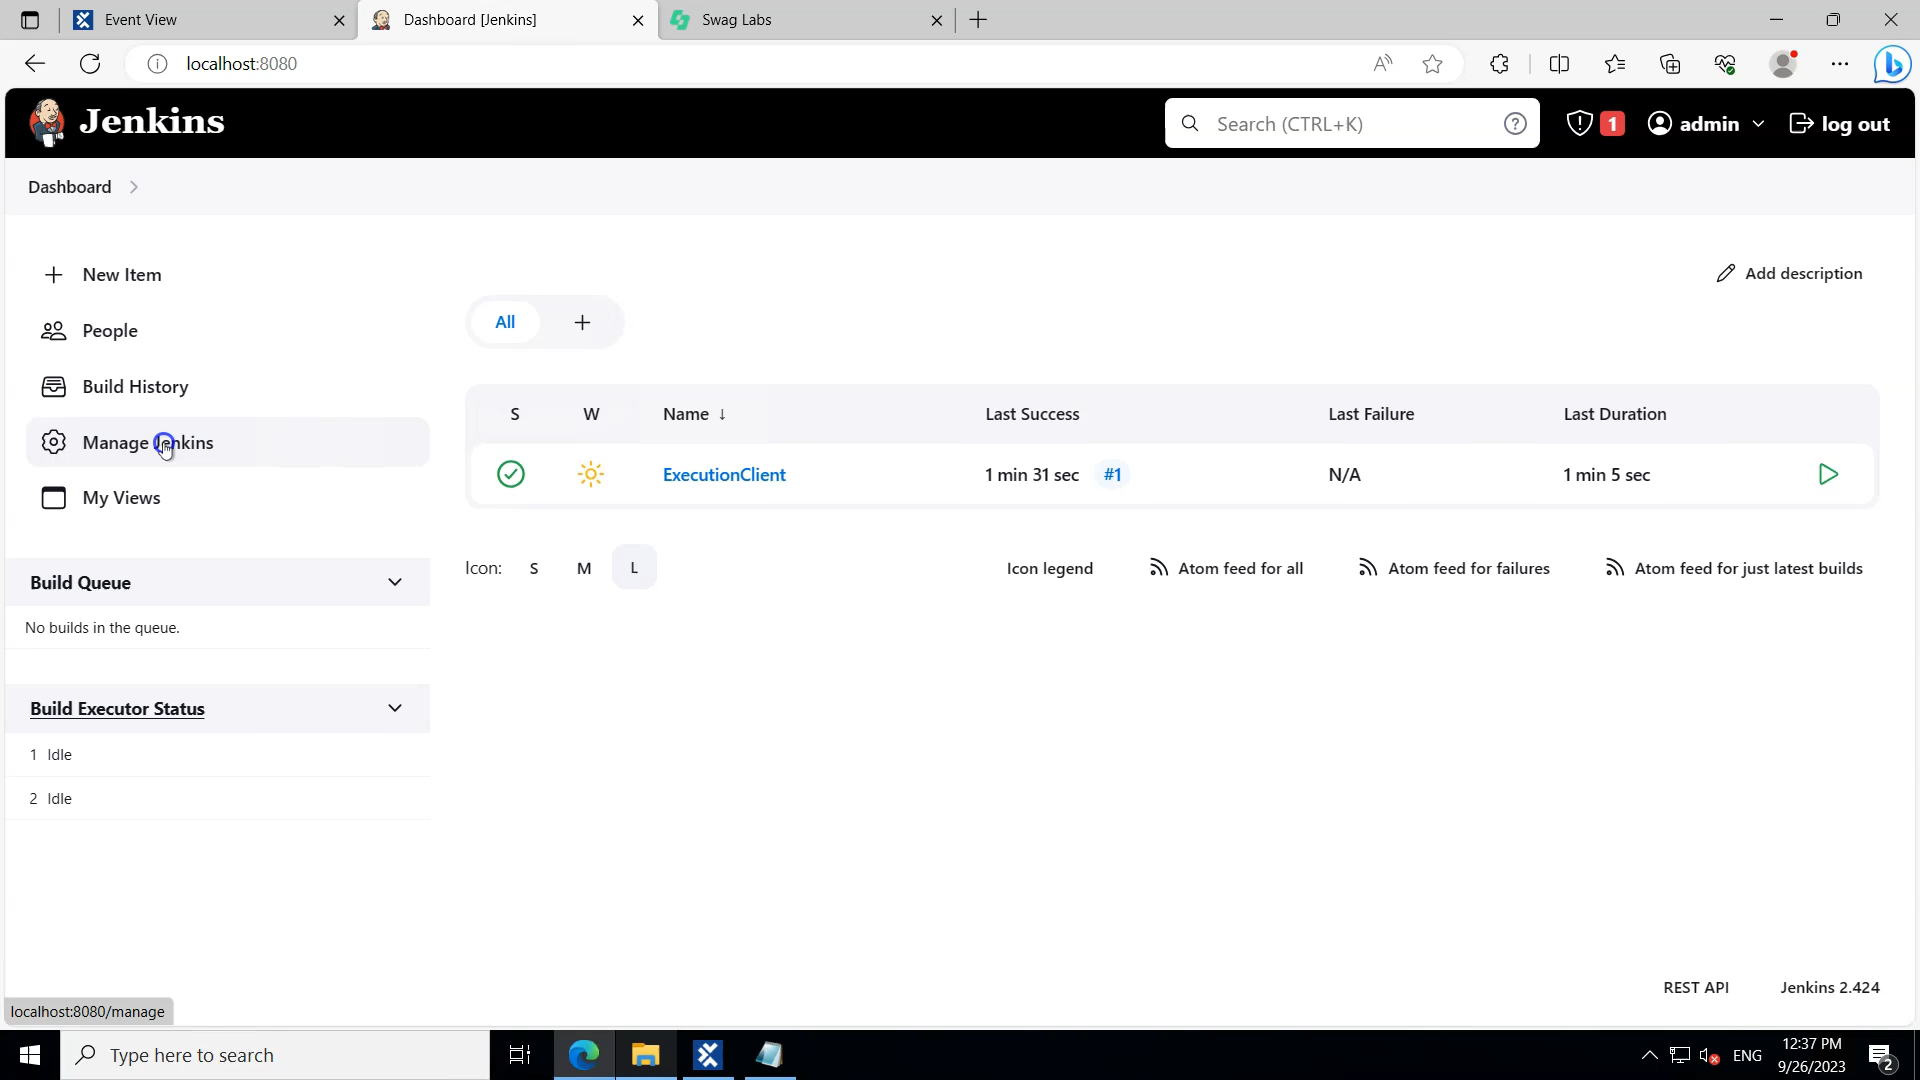 Event View
Dashboard [Jenkins]
Swag Labs
localhost:8080
Jenkins
Search (CTRL+K)
1
admin
log out
Dashboard
New Item
Add description
All
People
Build History
S W Name ↓ Last Success Last Failure Last Duration
Manage Jenkins
ExecutionClient 1 min 31 sec #1 N/A 1 min 5 sec
My Views
Icon: S M L
Icon legend
Atom feed for all
Atom feed for failures
Atom feed for just latest builds
Build Queue
No builds in the queue.
Build Executor Status
1 Idle
2 Idle
REST API
Jenkins 2.424
localhost:8080/manage
Type here to search
ENG
12:37 PM
9/26/2023
2